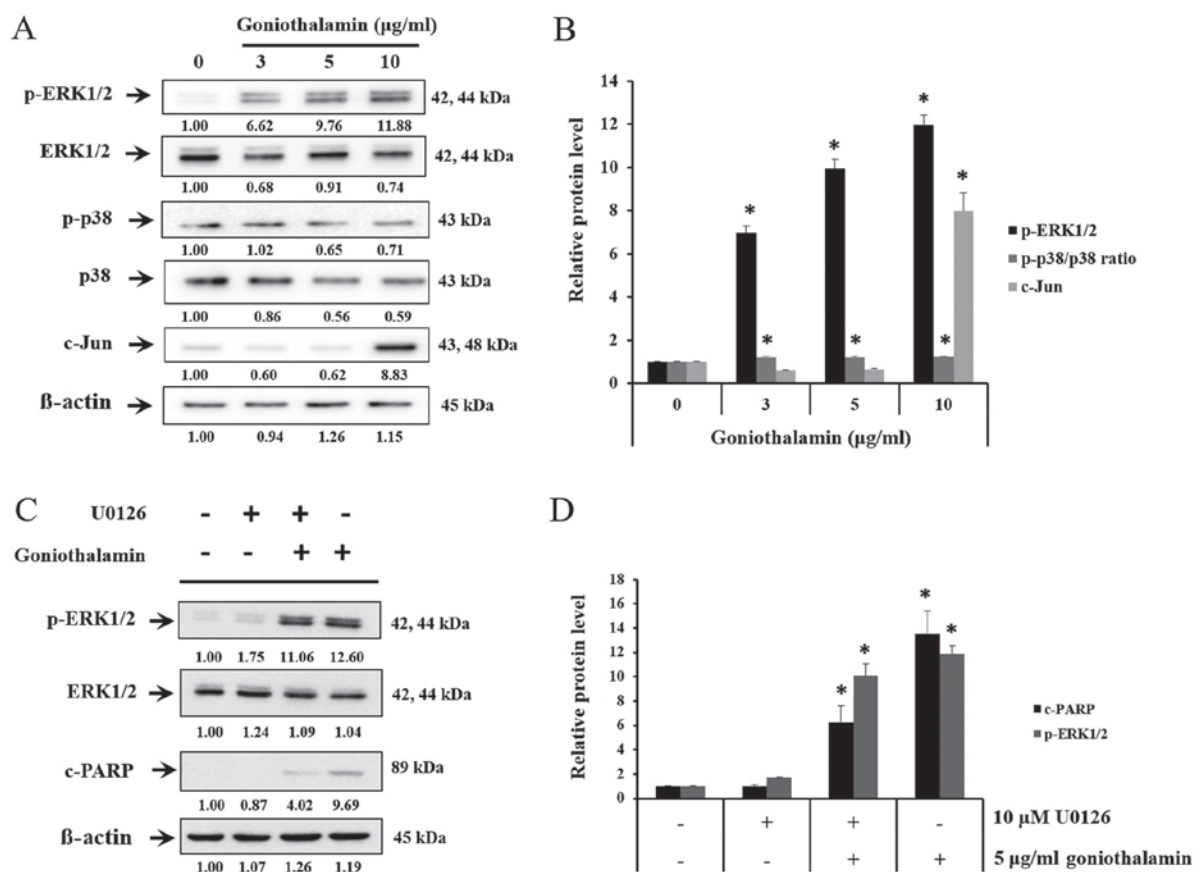 A
Goniothalamin (µg/ml)
0 3 5 10
p-ERK1/2 42, 44 kDa
1.00 6.62 9.76 11.88
ERK1/2 42, 44 kDa
1.00 0.68 0.91 0.74
p-p38 43 kDa
1.00 1.02 0.65 0.71
p38 43 kDa
1.00 0.86 0.56 0.59
c-Jun 43, 48 kDa
1.00 0.60 0.62 8.83
ß-actin 45 kDa
1.00 0.94 1.26 1.15
B
Relative protein level
14
12
10
8
6
4
2
0
* * * * * * *
p-ERK1/2
p-p38/p38 ratio
c-Jun
0 3 5 10
Goniothalamin (µg/ml)
C
U0126 - + + -
Goniothalamin - - + +
p-ERK1/2 42, 44 kDa
1.00 1.75 11.06 12.60
ERK1/2 42, 44 kDa
1.00 1.24 1.09 1.04
c-PARP 89 kDa
1.00 0.87 4.02 9.69
ß-actin 45 kDa
1.00 1.07 1.26 1.19
D
Relative protein level
18
16
14
12
10
8
6
4
2
0
* * * *
c-PARP
p-ERK1/2
- + + - 10 µM U0126
- - + + 5 µg/ml goniothalamin